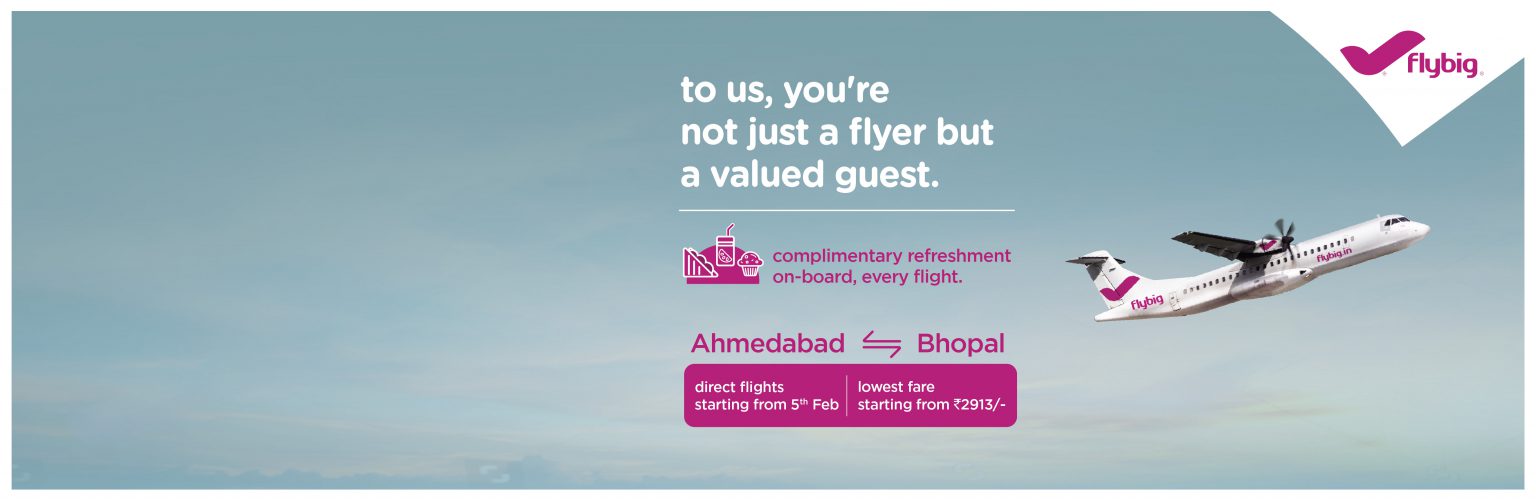 flybig
to us, you're
not just a flyer but
a valued guest.
complimentary refreshment
on-board, every flight.
flybig.in
flybig
Ahmedabad ⇋ Bhopal
direct flights
starting from 5th Feb
lowest fare
starting from ₹2913/-